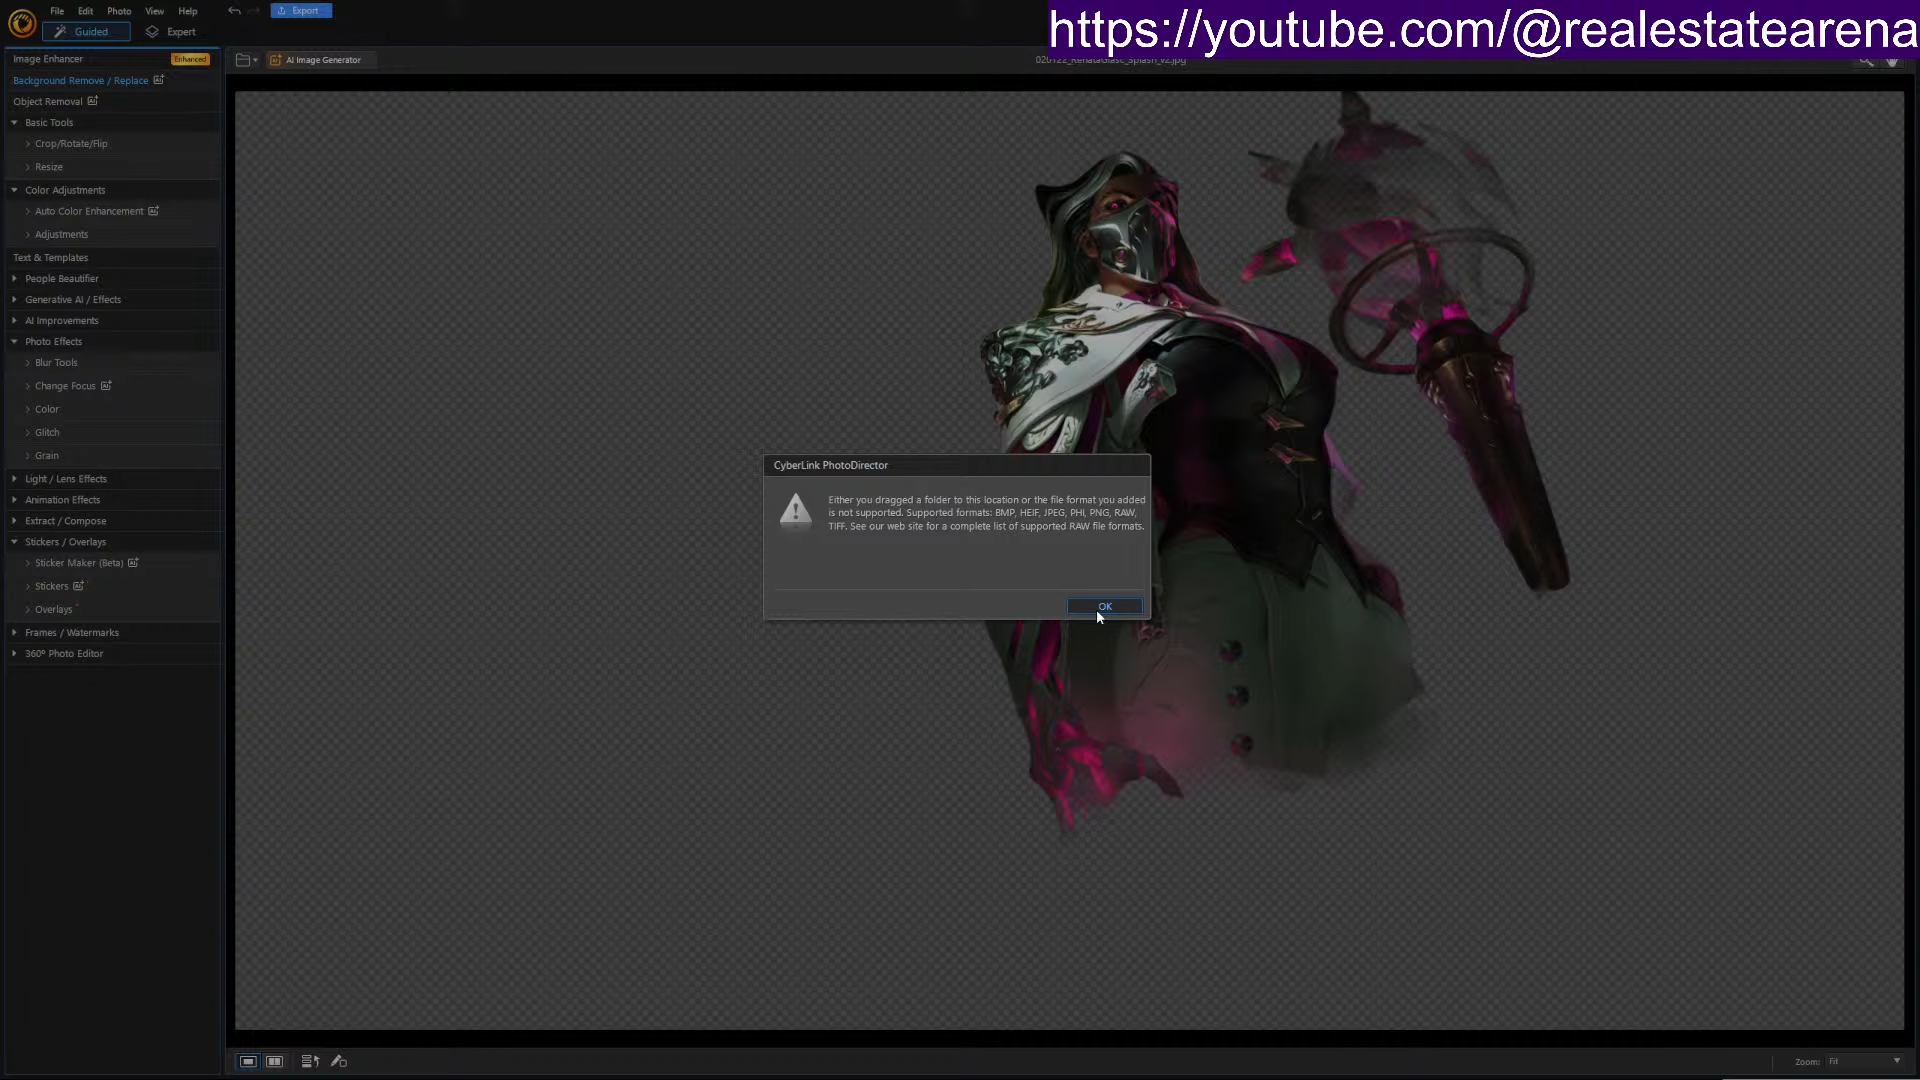 File Edit Photo View Help Export
https://youtube.com/@realestatearena
Guided Expert
Image Enhancer Enhanced
AI Image Generator
020122_RenataGlasc_Splash_v2.jpg
Background Remove / Replace
Object Removal
Basic Tools
Crop/Rotate/Flip
Resize
Color Adjustments
Auto Color Enhancement
Adjustments
Text & Templates
People Beautifier
Generative AI / Effects
AI Improvements
Photo Effects
Blur Tools
Change Focus
Color
Glitch
Grain
Light / Lens Effects
Animation Effects
Extract / Compose
Stickers / Overlays
Sticker Maker (Beta)
Stickers
Overlays
Frames / Watermarks
360º Photo Editor
CyberLink PhotoDirector
Either you dragged a folder to this location or the file format you added
is not supported. Supported formats: BMP, HEIF, JPEG, PHI, PNG, RAW,
TIFF. See our web site for a complete list of supported RAW file formats.
OK
Zoom: Fit